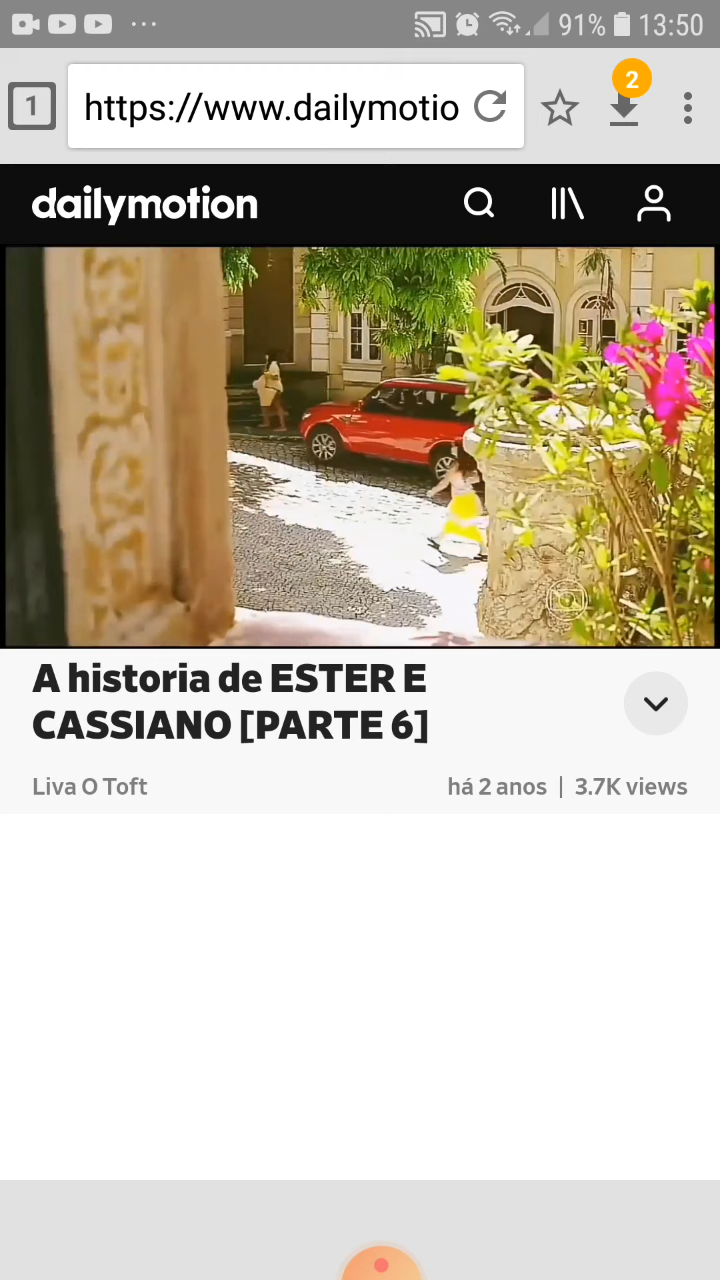 91% 13:50
1 https://www.dailymotio 2
dailymotion
A historia de ESTER E
CASSIANO [PARTE 6]
Liva O Toft há 2 anos | 3.7K views